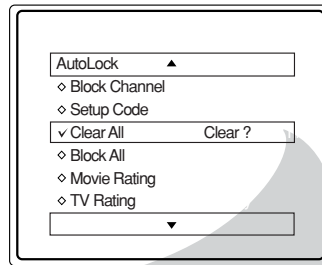 AutoLock ▲
◇ Block Channel
◇ Setup Code
✓ Clear All Clear ?
◇ Block All
◇ Movie Rating
◇ TV Rating
▼